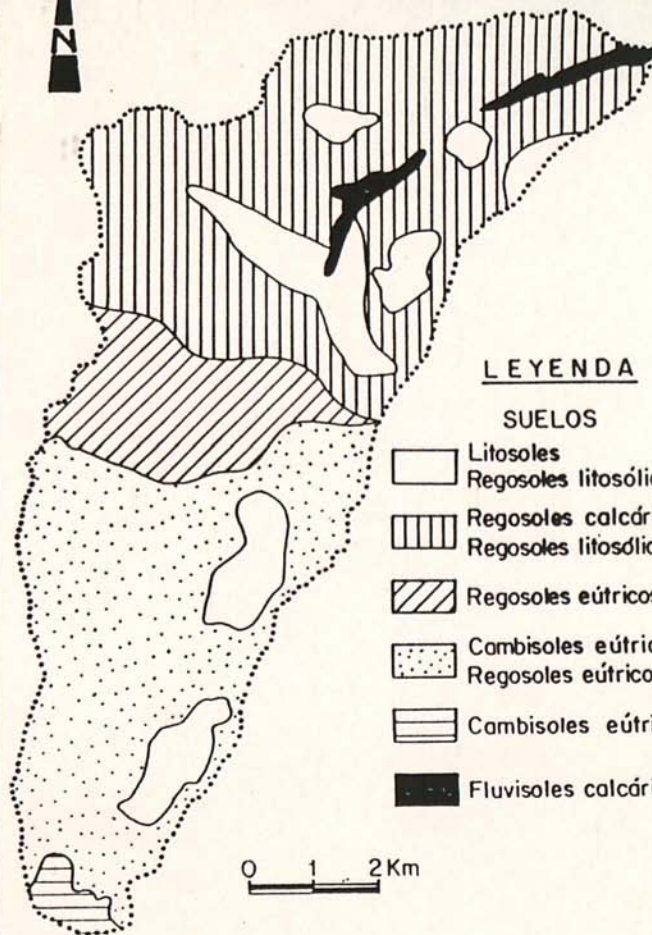 N
LEYENDA
SUELOS
Litosoles
Regosoles litosólic
Regosoles calcár
Regosoles litosólic
Regosoles eútricos
Cambisoles eútric
Regosoles eútricos
Cambisoles eútri
Fluvisoles calcári
0 1 2 Km